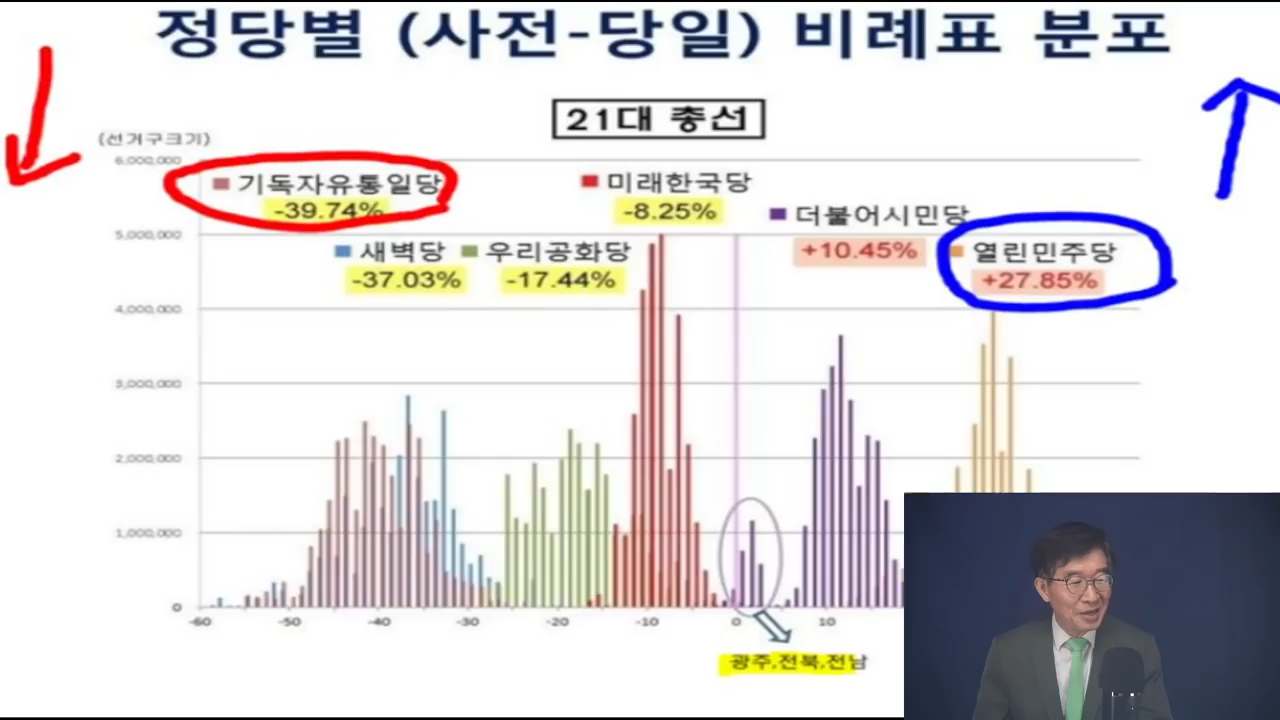 정당별 (사전-당일) 비례표 분포
21대 총선
(선거구크기)
6,000,000
기독자유통일당
-39.74%
미래한국당
-8.25%
더불어시민당
+10.45%
5,000,000
새벽당
-37.03%
우리공화당
-17.44%
열린민주당
+27.85%
4,000,000
3,000,000
2,000,000
1,000,000
0
-60 -50 -40 -30 -20 -10 0 10
광주,전북,전남